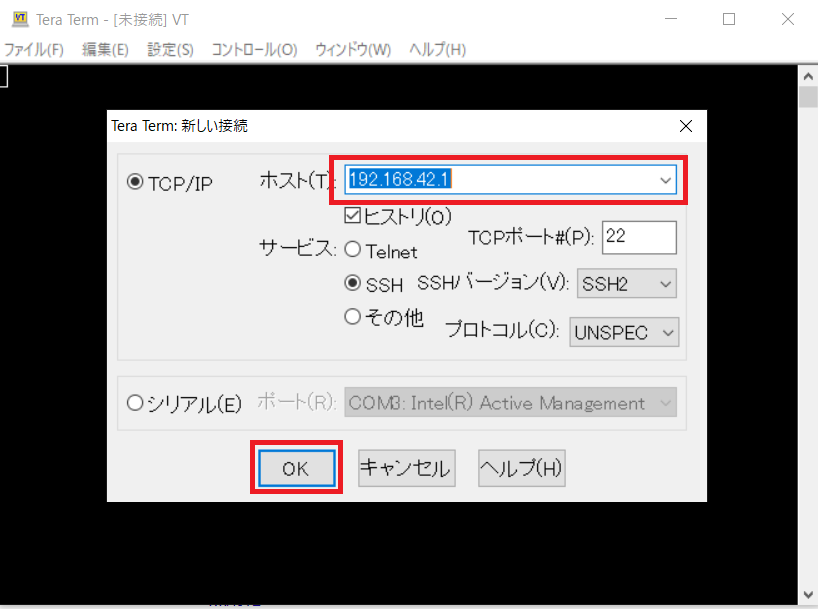 Tera Term - [未接続] VT
ファイル(F) 編集(E) 設定(S) コントロール(O) ウィンドウ(W) ヘルプ(H)
Tera Term: 新しい接続
TCP/IP ホスト(T): 192.168.42.1
ヒストリ(O)
サービス: Telnet TCPポート#(P): 22
SSH SSHバージョン(V): SSH2
その他 プロトコル(C): UNSPEC
シリアル(E) ポート(R): COM3: Intel(R) Active Management
OK キャンセル ヘルプ(H)